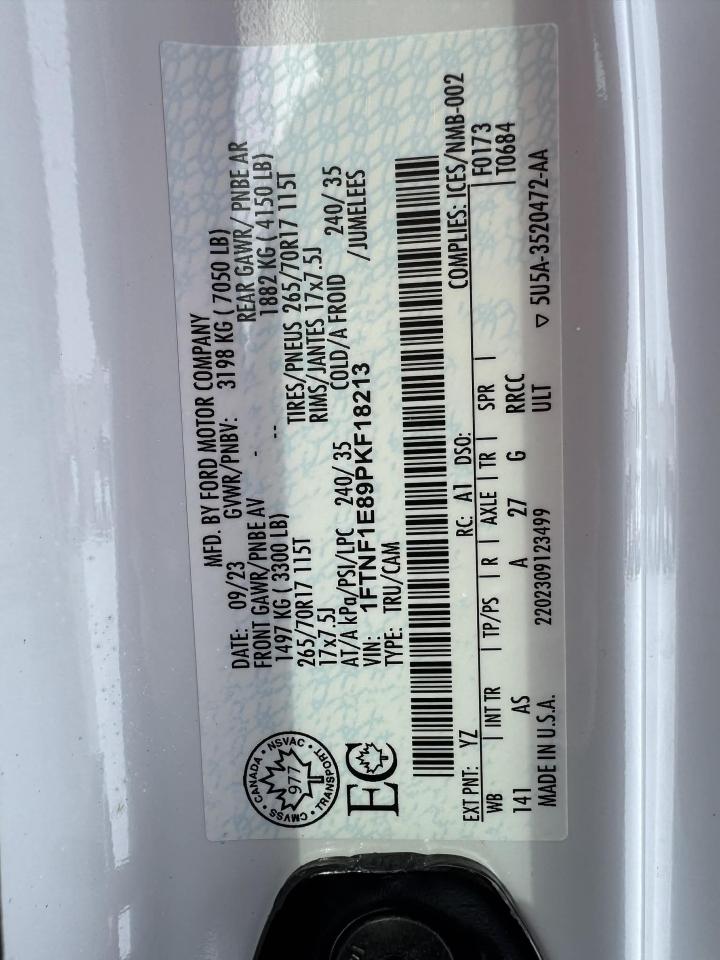 MFD. BY FORD MOTOR COMPANY
DATE: 09/23 GVWR/PNBV: 3198 KG ( 7050 LB)
FRONT GAWR/PNBE AV - REAR GAWR/ PNBE AR
1497 KG ( 3300 LB) -- 1882 KG ( 4150 LB)
265/70R17 115T TIRES/PNEUS 265/70R17 115T
17x7.5J RIMS/JANTES 17x7.5J
AT/A kPa/PSI/LPC 240/ 35 COLD/A FROID 240/ 35
VIN: 1FTNF1E89PKF18213 /JUMELEES
TYPE: TRU/CAM
CANADA • NSVAC • TRANSPORT • CMVSS •
977
T
EC
COMPLIES: ICES/NMB-002
EXT PNT: YZ RC: A1 DSO: F0173
WB | INT TR | TP/PS | R | AXLE | TR | SPR | T0684
141 AS A 27 G RRCC
MADE IN U.S.A. 2202309123499 ULT ▽ 5U5A-3520472-AA